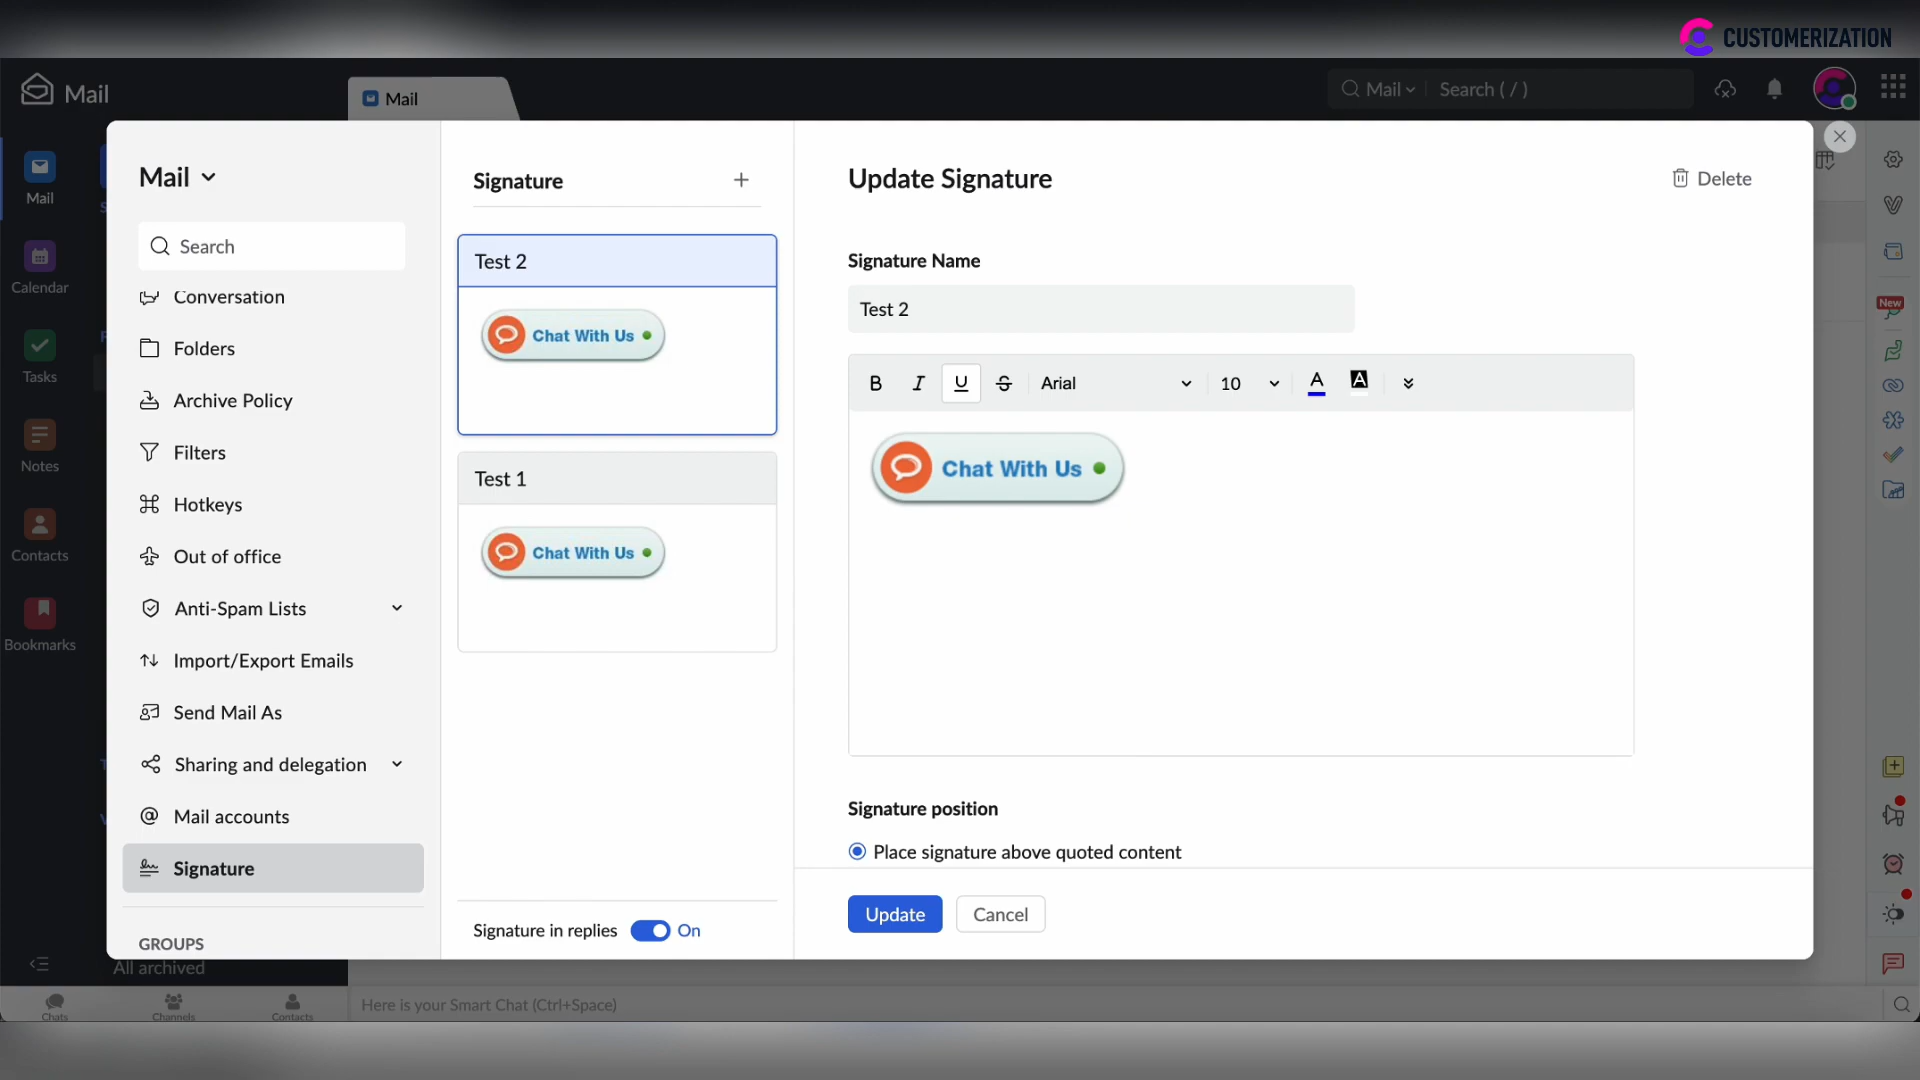 CUSTOMERIZATION
Mail
Mail
Mail
Search ( / )
Mail
Calendar
Tasks
Notes
Contacts
Bookmarks
Mail
Search
Conversation
Folders
Archive Policy
Filters
Hotkeys
Out of office
Anti-Spam Lists
Import/Export Emails
Send Mail As
Sharing and delegation
Mail accounts
Signature
GROUPS
All archived
Signature
Test 2
Chat With Us
Test 1
Chat With Us
Signature in replies On
Update Signature
Delete
Signature Name
Test 2
B I U S Arial 10 A A
Chat With Us
Signature position
Place signature above quoted content
Update Cancel
New
Chats Channels Contacts
Here is your Smart Chat (Ctrl+Space)